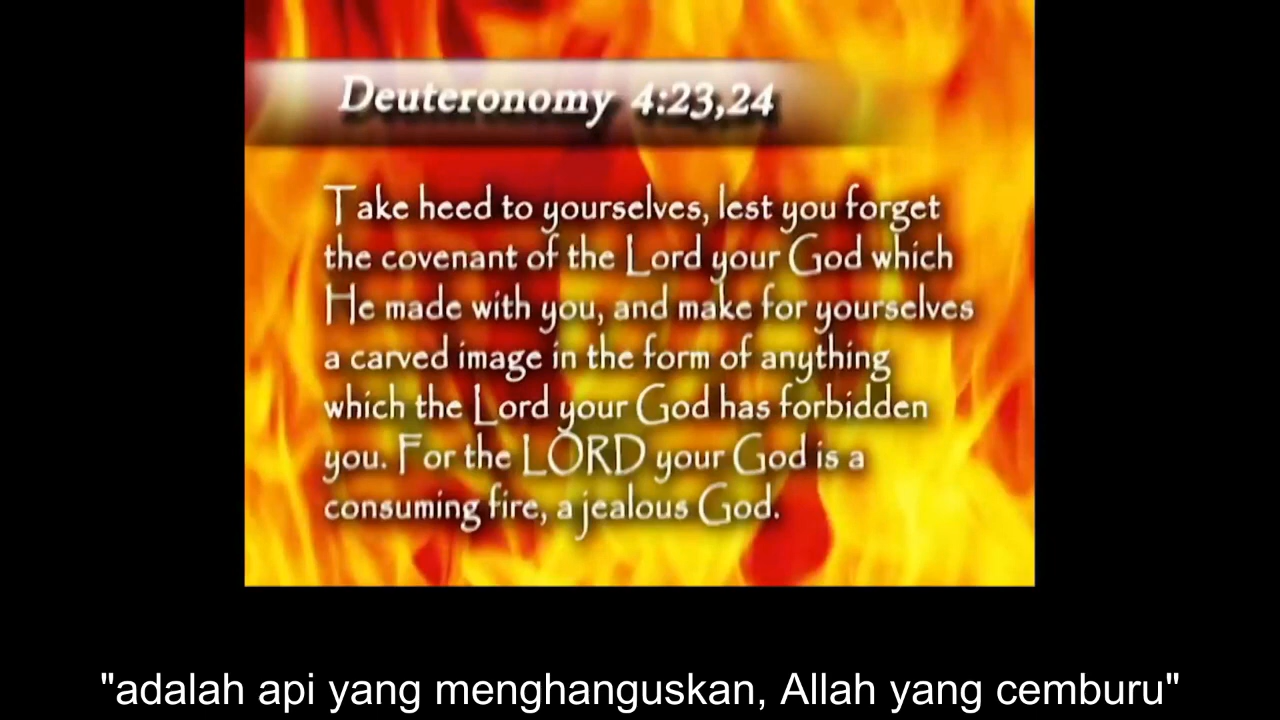 Deuteronomy 4:23,24
Take heed to yourselves, lest you forget
the covenant of the Lord your God which
He made with you, and make for yourselves
a carved image in the form of anything
which the Lord your God has forbidden
you. For the LORD your God is a
consuming fire, a jealous God.
"adalah api yang menghanguskan, Allah yang cemburu"